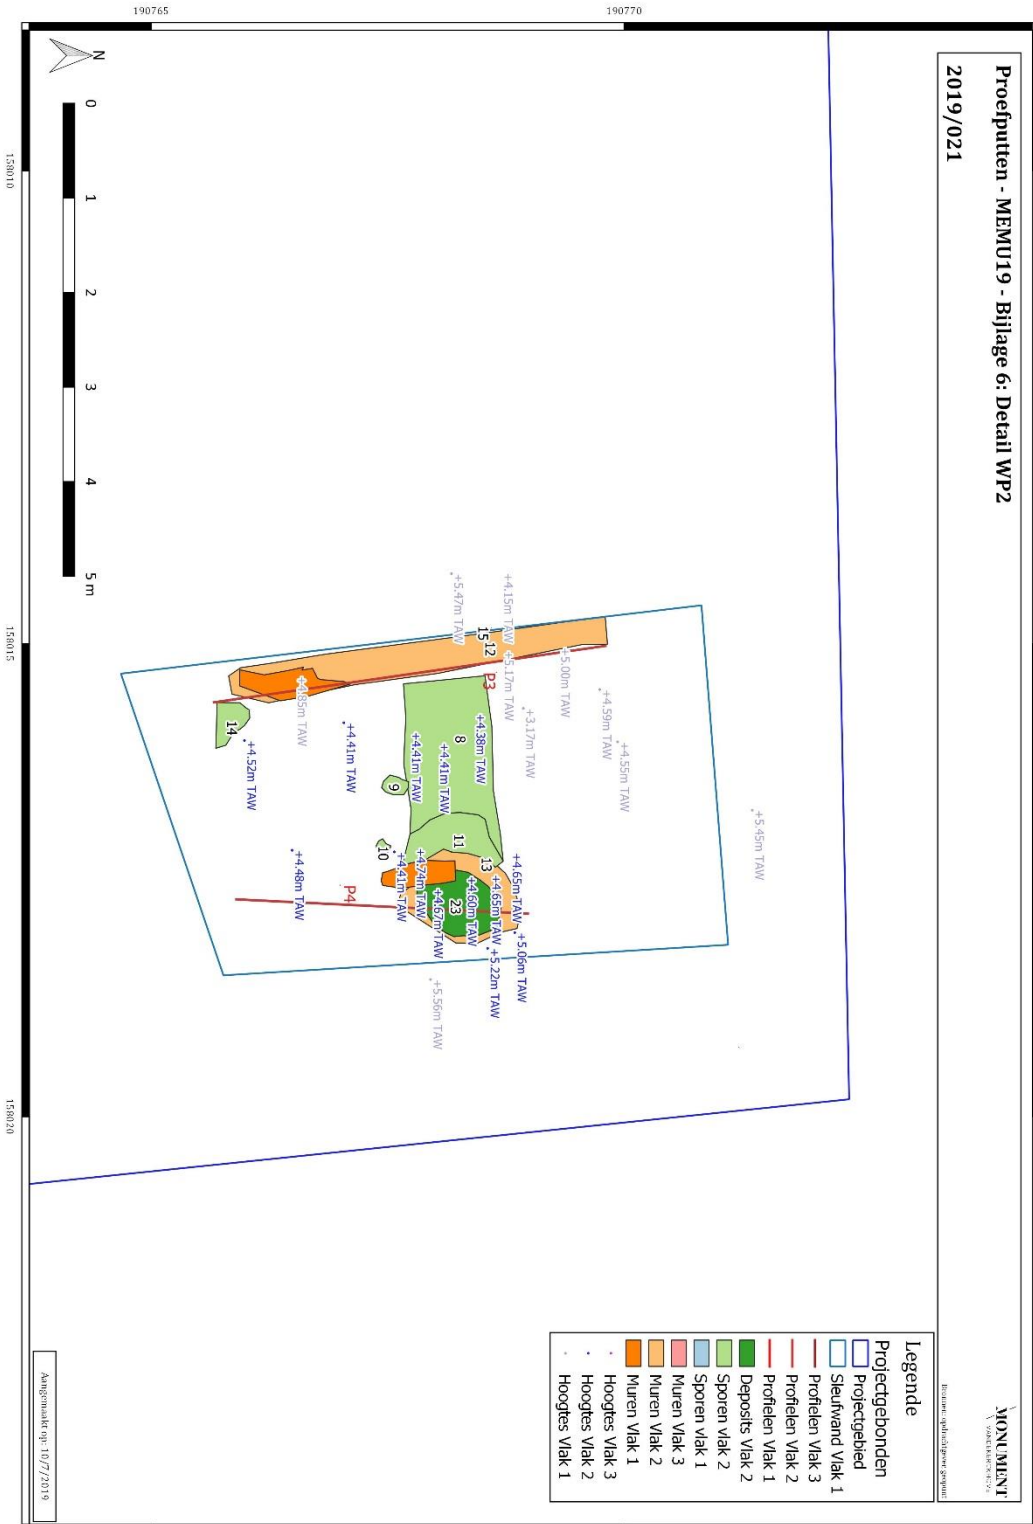 Proefputten - MEMU19 - Bijlage 6: Detail WP2
2019/021
MONUMENT
VANDEKERCKHOVE
190765
190770
158010
158015
158020
N
0
1
2
3
4
5 m
+5.47m TAW
+4.15m TAW
15
12
+5.17m TAW
+5.00m TAW
P3
+4.59m TAW
+3.17m TAW
+4.55m TAW
+4.85m TAW
14
+4.52m TAW
+4.41m TAW
8
+4.38m TAW
+4.41m TAW
+4.41m TAW
9
+5.45m TAW
11
10
13
+4.48m TAW
+4.41m TAW
+4.74m TAW
+4.65m TAW
+4.65m TAW
+4.60m TAW
+4.67m TAW
23
P4
+5.06m TAW
+5.22m TAW
+5.56m TAW
Legende
Projectgebonden
Projectgebied
Sleufwand Vlak 1
Profielen Vlak 3
Profielen Vlak 2
Profielen Vlak 1
Deposits Vlak 2
Sporen vlak 2
Sporen Vlak 1
Muren Vlak 3
Muren Vlak 2
Muren Vlak 1
Hoogtes Vlak 3
Hoogtes Vlak 2
Hoogtes Vlak 1
Aangemaakt op: 10/7/2019